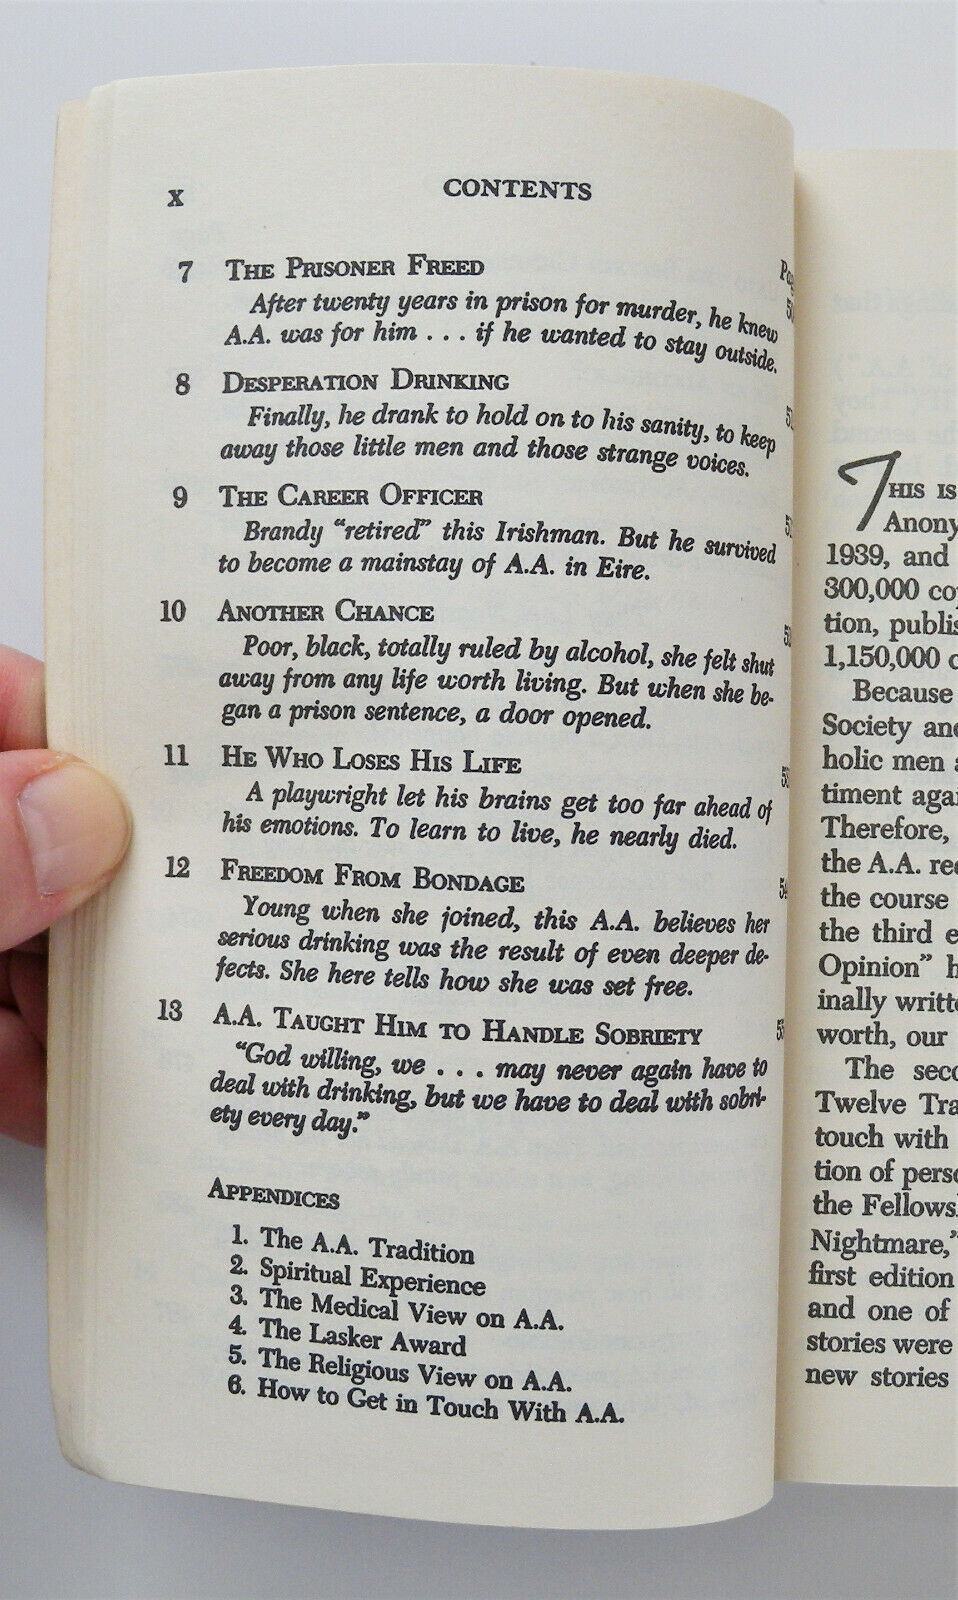 x
CONTENTS
7 THE PRISONER FREED
After twenty years in prison for murder, he knew
A.A. was for him . . . if he wanted to stay outside.
8 DESPERATION DRINKING
Finally, he drank to hold on to his sanity, to keep
away those little men and those strange voices.
9 THE CAREER OFFICER
Brandy "retired" this Irishman. But he survived
to become a mainstay of A.A. in Eire.
10 ANOTHER CHANCE
Poor, black, totally ruled by alcohol, she felt shut
away from any life worth living. But when she be-
gan a prison sentence, a door opened.
11 HE WHO LOSES HIS LIFE
A playwright let his brains get too far ahead of
his emotions. To learn to live, he nearly died.
12 FREEDOM FROM BONDAGE
Young when she joined, this A.A. believes her
serious drinking was the result of even deeper de-
fects. She here tells how she was set free.
13 A.A. TAUGHT HIM TO HANDLE SOBRIETY
"God willing, we . . . may never again have to
deal with drinking, but we have to deal with sobri-
ety every day."
APPENDICES
1. The A.A. Tradition
2. Spiritual Experience
3. The Medical View on A.A.
4. The Lasker Award
5. The Religious View on A.A.
6. How to Get in Touch With A.A.
THIS IS
Anony
1939, and
300,000 co
tion, publis
1,150,000 c
Because
Society and
holic men a
timent agai
Therefore,
the A.A. rec
the course
the third e
Opinion" h
inally writte
worth, our
The seco
Twelve Tra
touch with
tion of perso
the Fellows
Nightmare,"
first edition
and one of
stories were
new stories